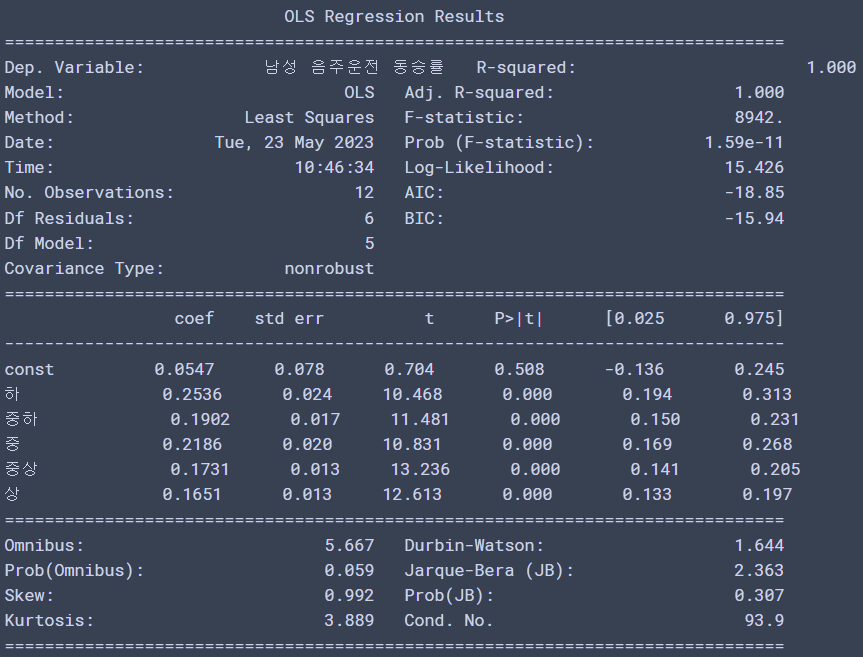 OLS Regression Results
==============================================================================
Dep. Variable: 남성 음주운전 동승률 R-squared: 1.000
Model: OLS Adj. R-squared: 1.000
Method: Least Squares F-statistic: 8942.
Date: Tue, 23 May 2023 Prob (F-statistic): 1.59e-11
Time: 10:46:34 Log-Likelihood: 15.426
No. Observations: 12 AIC: -18.85
Df Residuals: 6 BIC: -15.94
Df Model: 5
Covariance Type: nonrobust
==============================================================================
coef std err t P>|t| [0.025 0.975]
------------------------------------------------------------------------------
const 0.0547 0.078 0.704 0.508 -0.136 0.245
하 0.2536 0.024 10.468 0.000 0.194 0.313
중하 0.1902 0.017 11.481 0.000 0.150 0.231
중 0.2186 0.020 10.831 0.000 0.169 0.268
중상 0.1731 0.013 13.236 0.000 0.141 0.205
상 0.1651 0.013 12.613 0.000 0.133 0.197
==============================================================================
Omnibus: 5.667 Durbin-Watson: 1.644
Prob(Omnibus): 0.059 Jarque-Bera (JB): 2.363
Skew: 0.992 Prob(JB): 0.307
Kurtosis: 3.889 Cond. No. 93.9
==============================================================================